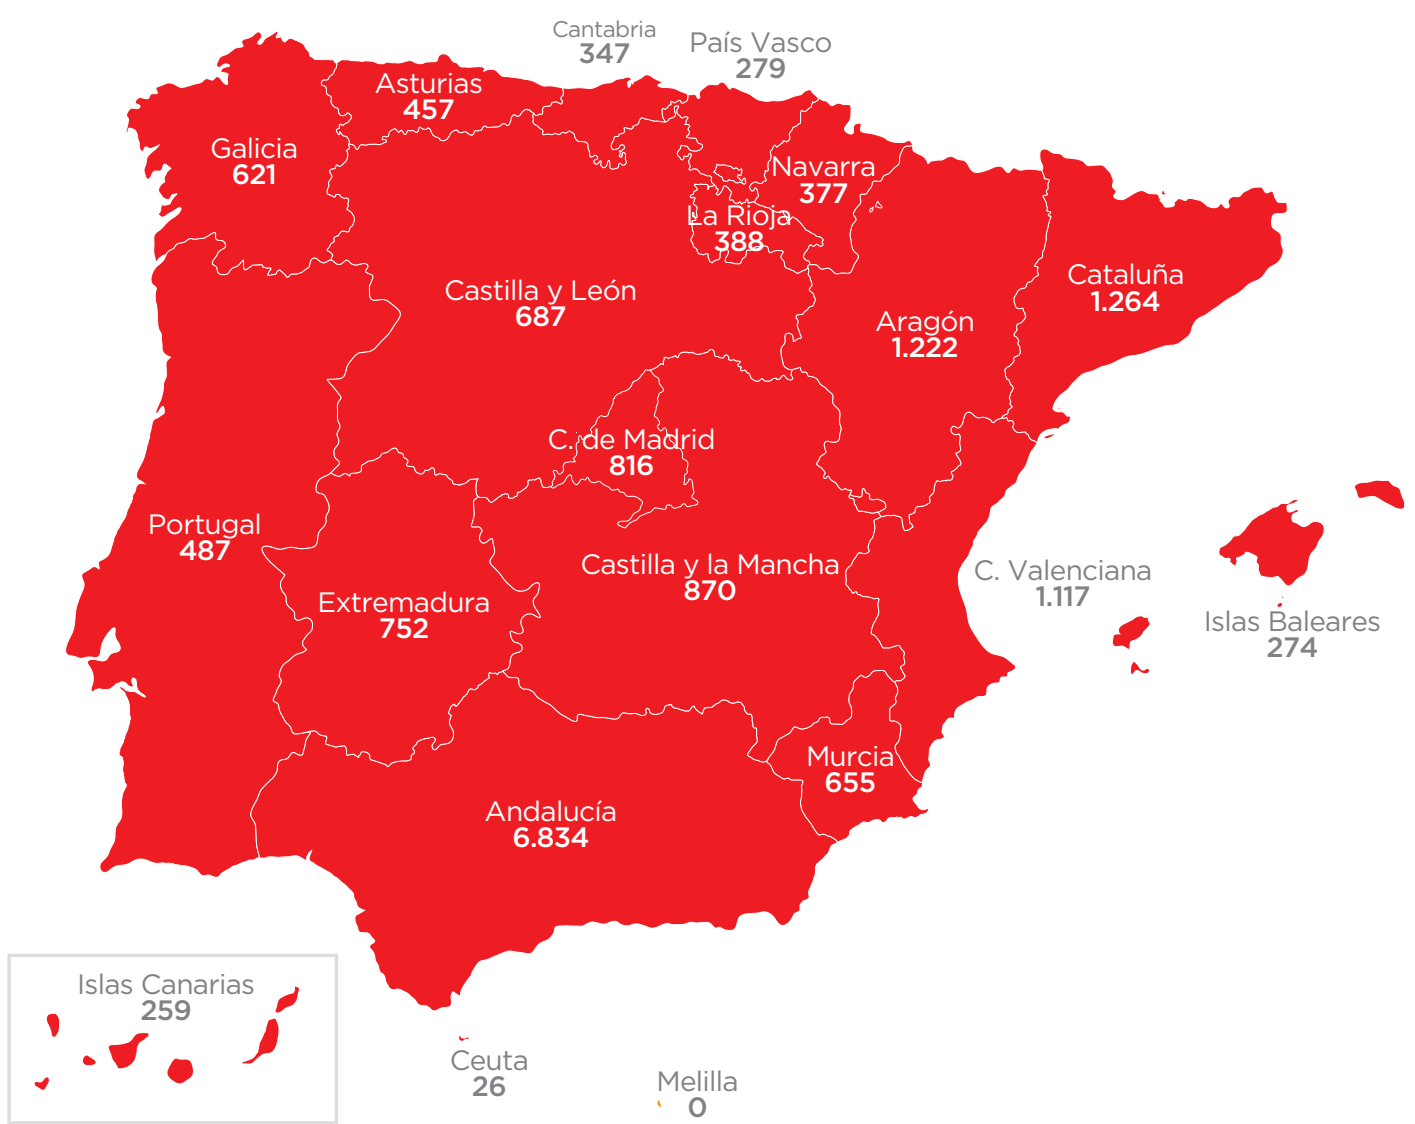 Cantabria
347
País Vasco
279
Asturias
457
Galicia
621
Navarra
377
La Rioja
388
Castilla y León
687
Cataluña
1.264
Aragón
1.222
C. de Madrid
816
Portugal
487
Castilla y la Mancha
870
C. Valenciana
1.117
Extremadura
752
Islas Baleares
274
Murcia
655
Andalucía
6.834
Islas Canarias
259
Ceuta
26
Melilla
0